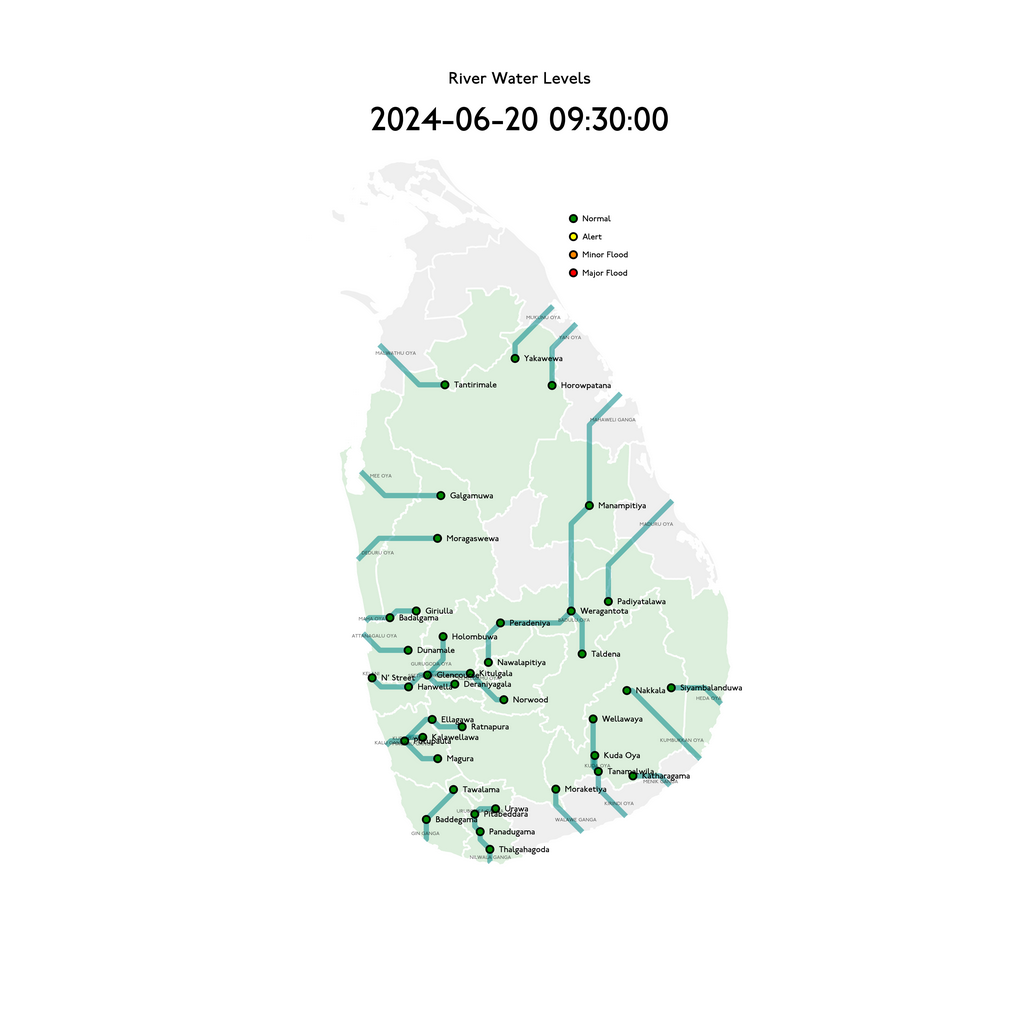 River Water Levels
2024-06-20 09:30:00
Normal
Alert
Minor Flood
Major Flood
MUKUNU OYA
YAN OYA
MALWATHU OYA
Yakawewa
Tantirimale
Horowpatana
MAHAWELI GANGA
MEE OYA
Galgamuwa
Manampitiya
MADURU OYA
Moragaswewa
DEDURU OYA
Padiyatalawa
Giriulla
Weragantota
MAHA OYA
Badalgama
BADULU OYA
Peradeniya
ATTANAGALU OYA
Holombuwa
Dunamale
Taldena
GURUGODA OYA
Nawalapitiya
Kitulgala
Glencourse
N' Street
Deraniyagala
Hanwella
Siyambalanduwa
Nakkala
HEDA OYA
Norwood
Ellagawa
Wellawaya
Ratnapura
Kalawellawa
KUMBUKKAN OYA
Putupaula
Kuda Oya
Magura
KUDA OYA
Tanamalwila
Katharagama
MENIK GANGA
Tawalama
Moraketiya
KIRINDI OYA
Urawa
Pitabeddara
Baddegama
WALAWE GANGA
GIN GANGA
Panadugama
Thalgahagoda
NILWALA GANGA